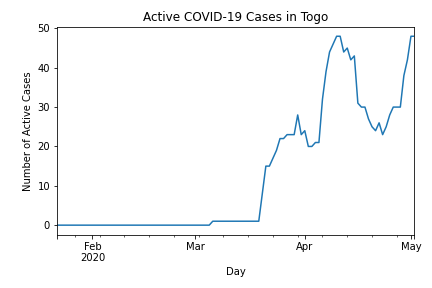 Active COVID-19 Cases in Togo
50
40
30
20
10
0
Number of Active Cases
Feb
2020
Mar
Apr
May
Day